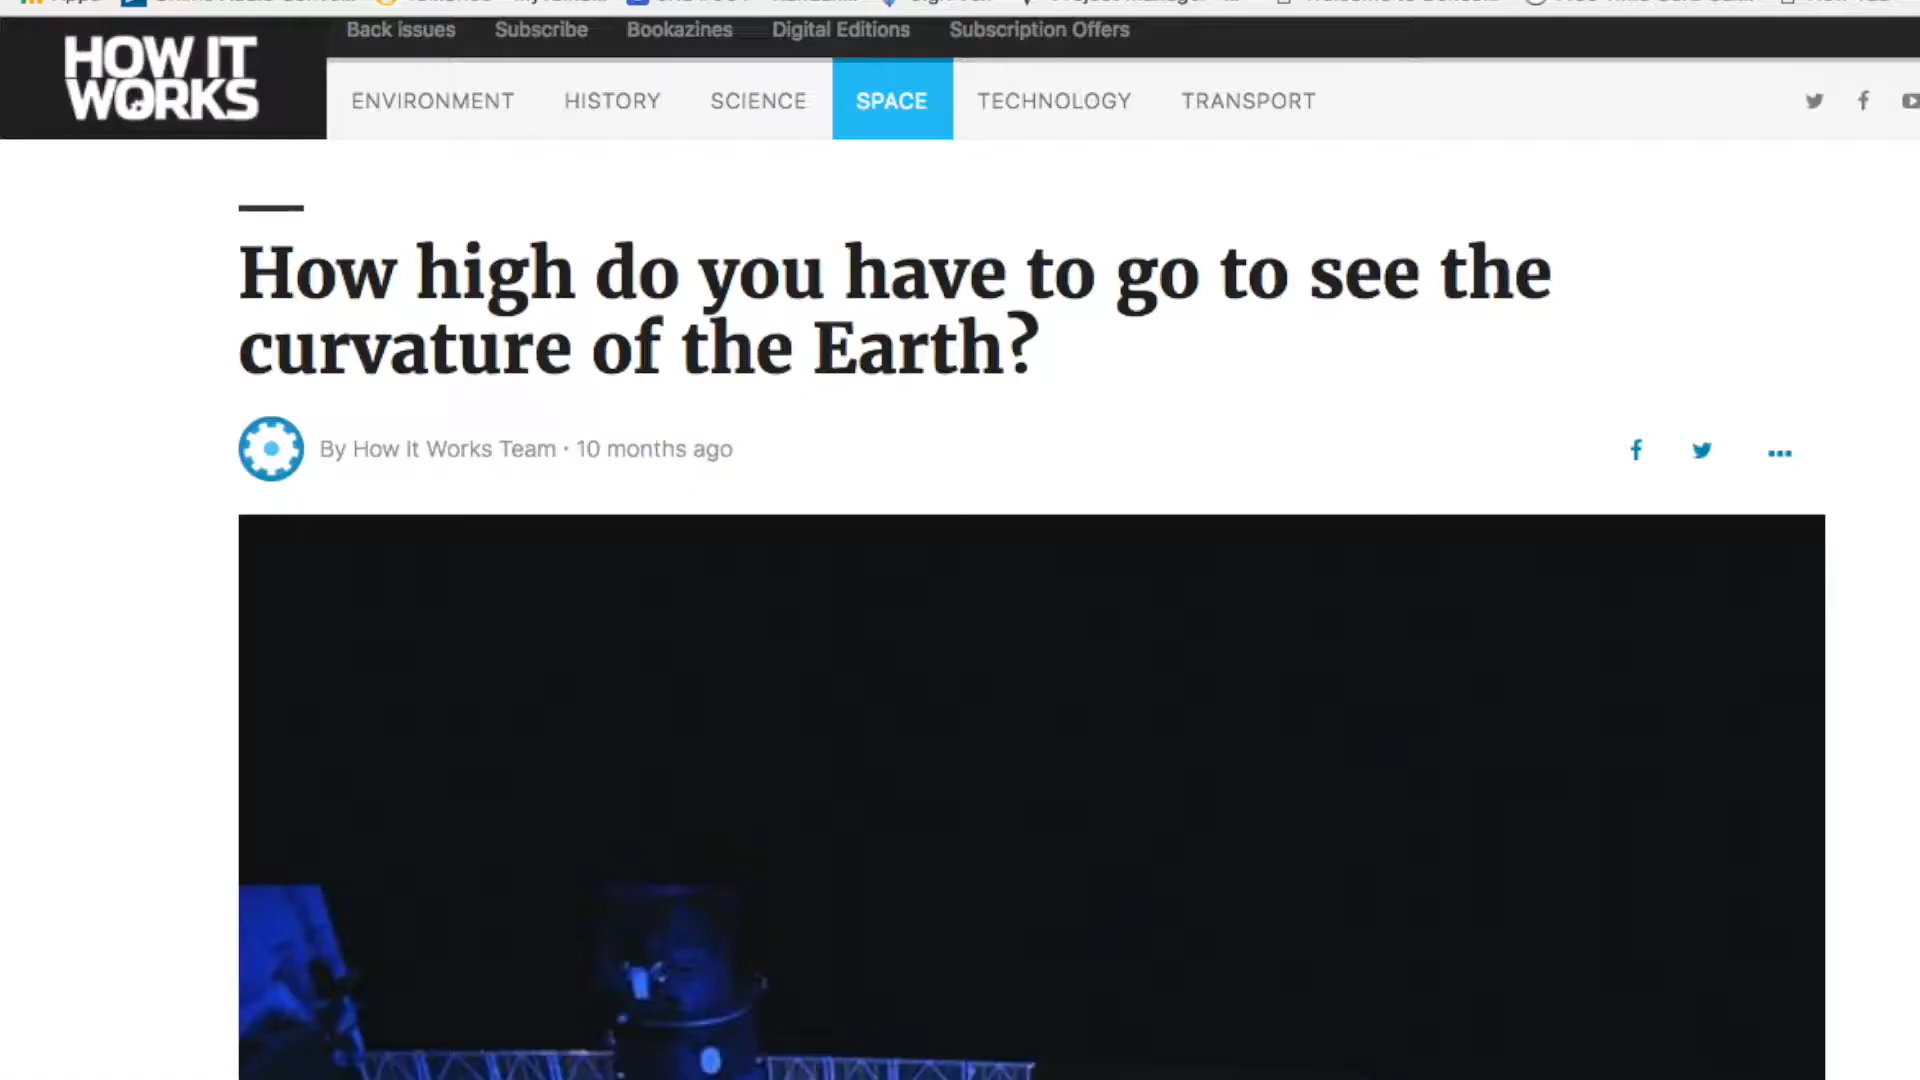 HOW IT
WORKS
Back issues Subscribe Bookazines Digital Editions Subscription Offers
ENVIRONMENT HISTORY SCIENCE SPACE TECHNOLOGY TRANSPORT
How high do you have to go to see the
curvature of the Earth?
By How It Works Team · 10 months ago